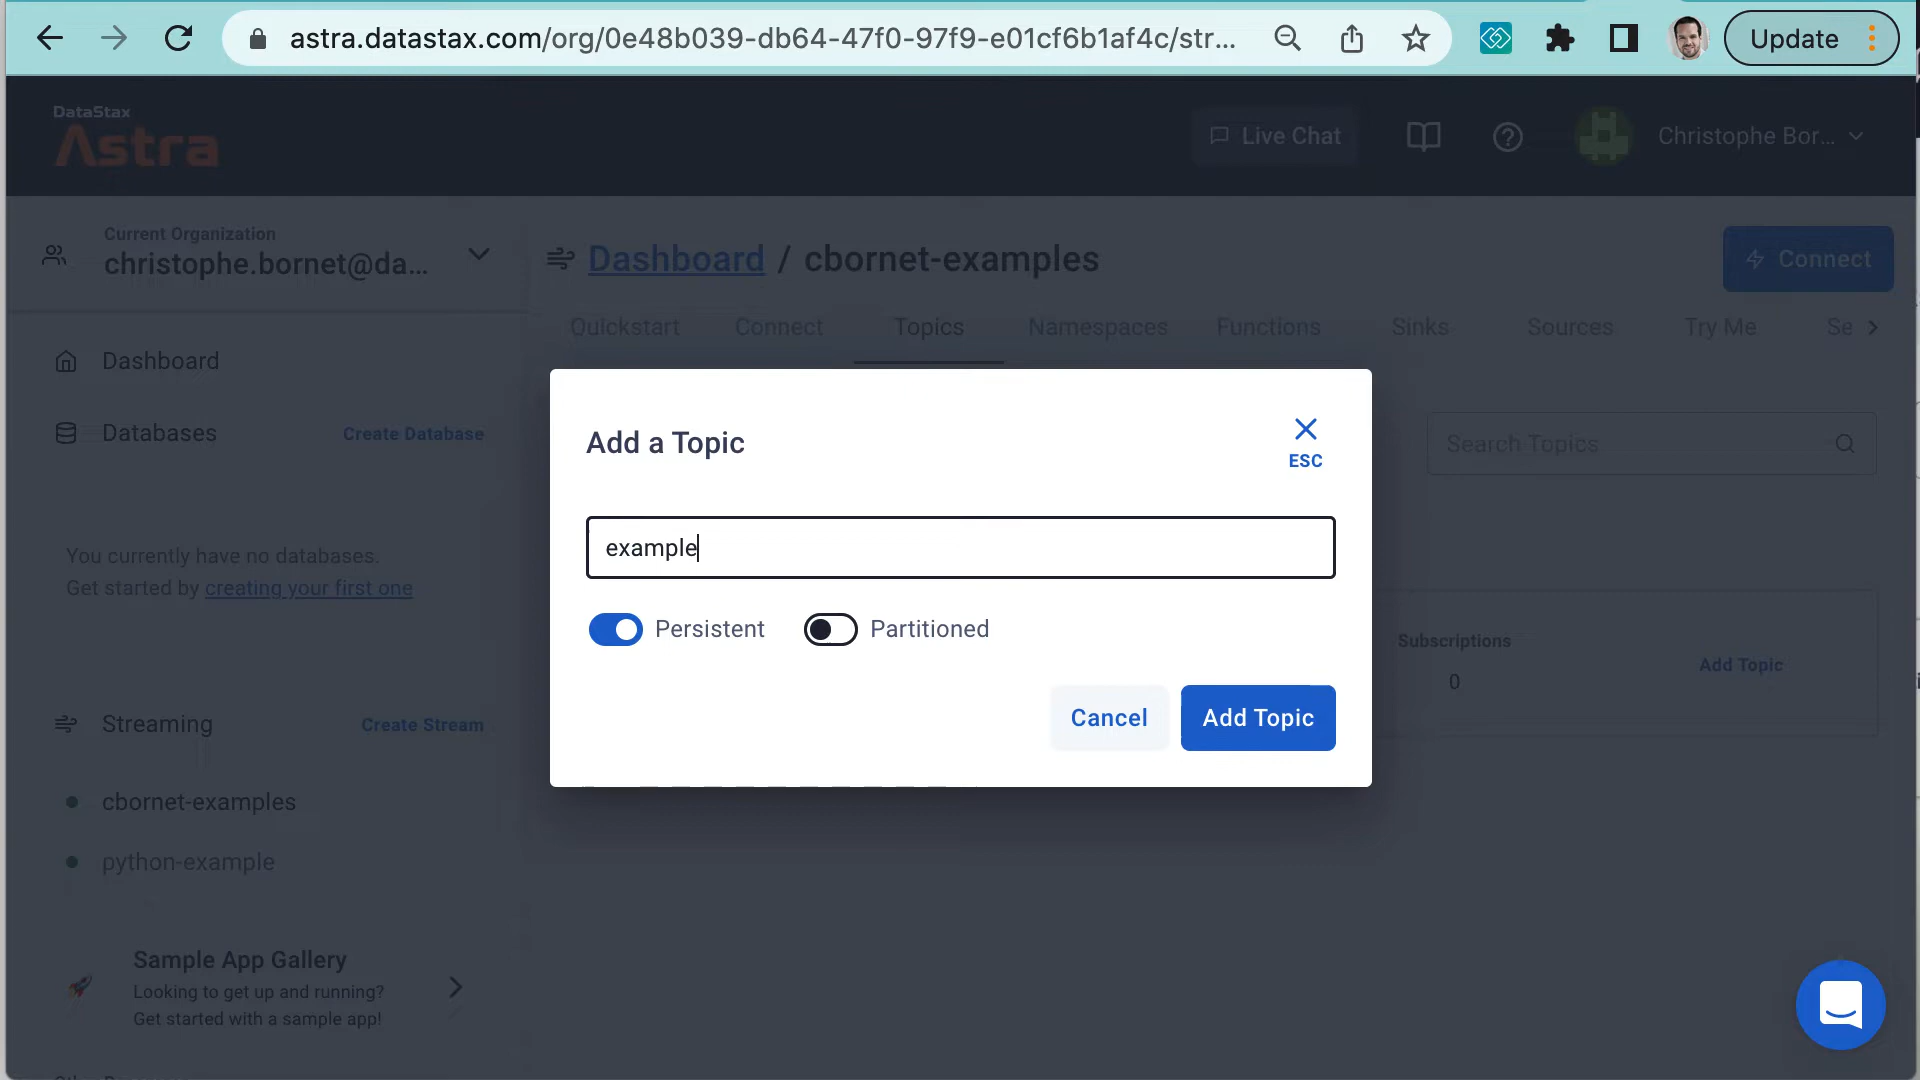 astra.datastax.com/org/0e48b039-db64-47f0-97f9-e01cf6b1af4c/str...
Update
DataStax
Astra
Live Chat
Christophe Bor...
Current Organization
christophe.bornet@da...
Dashboard / cbornet-examples
Connect
Quickstart
Connect
Topics
Namespaces
Functions
Sinks
Sources
Try Me
Se
Dashboard
Databases
Create Database
You currently have no databases.
Get started by creating your first one
Streaming
Create Stream
cbornet-examples
python-example
Sample App Gallery
Looking to get up and running?
Get started with a sample app!
Search Topics
Subscriptions
0
Add Topic
Add a Topic
ESC
example
Persistent
Partitioned
Cancel
Add Topic